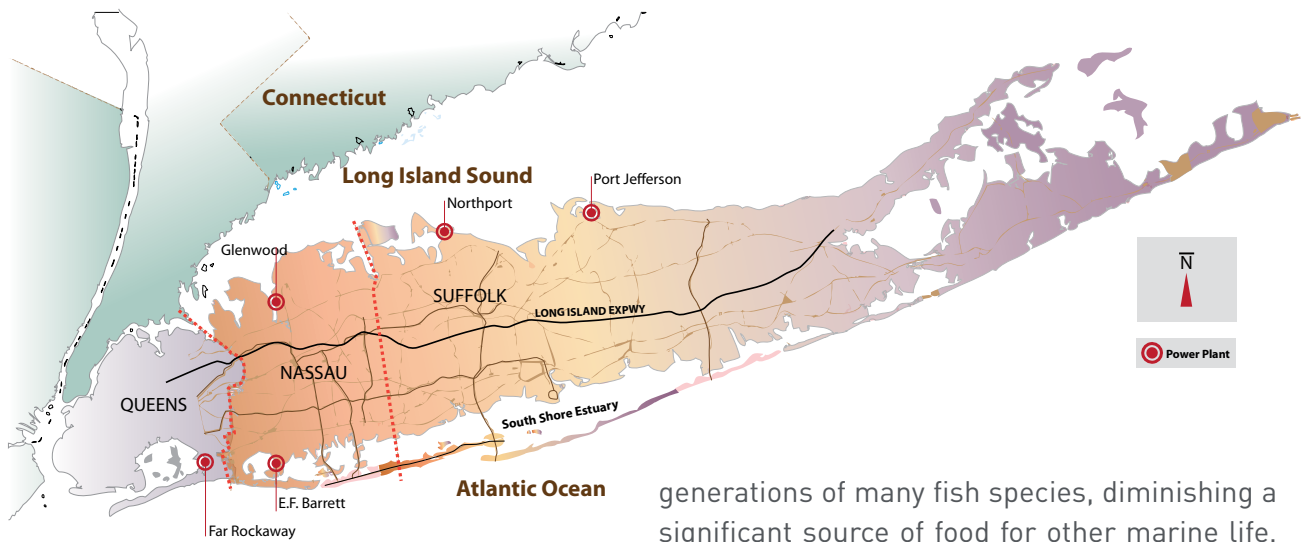 Connecticut
Long Island Sound
Port Jefferson
Northport
Glenwood
N
SUFFOLK
LONG ISLAND EXPWY
Power Plant
NASSAU
QUEENS
South Shore Estuary
Atlantic Ocean
E.F. Barrett
Far Rockaway
generations of many fish species, diminishing a
significant source of food for other marine life.